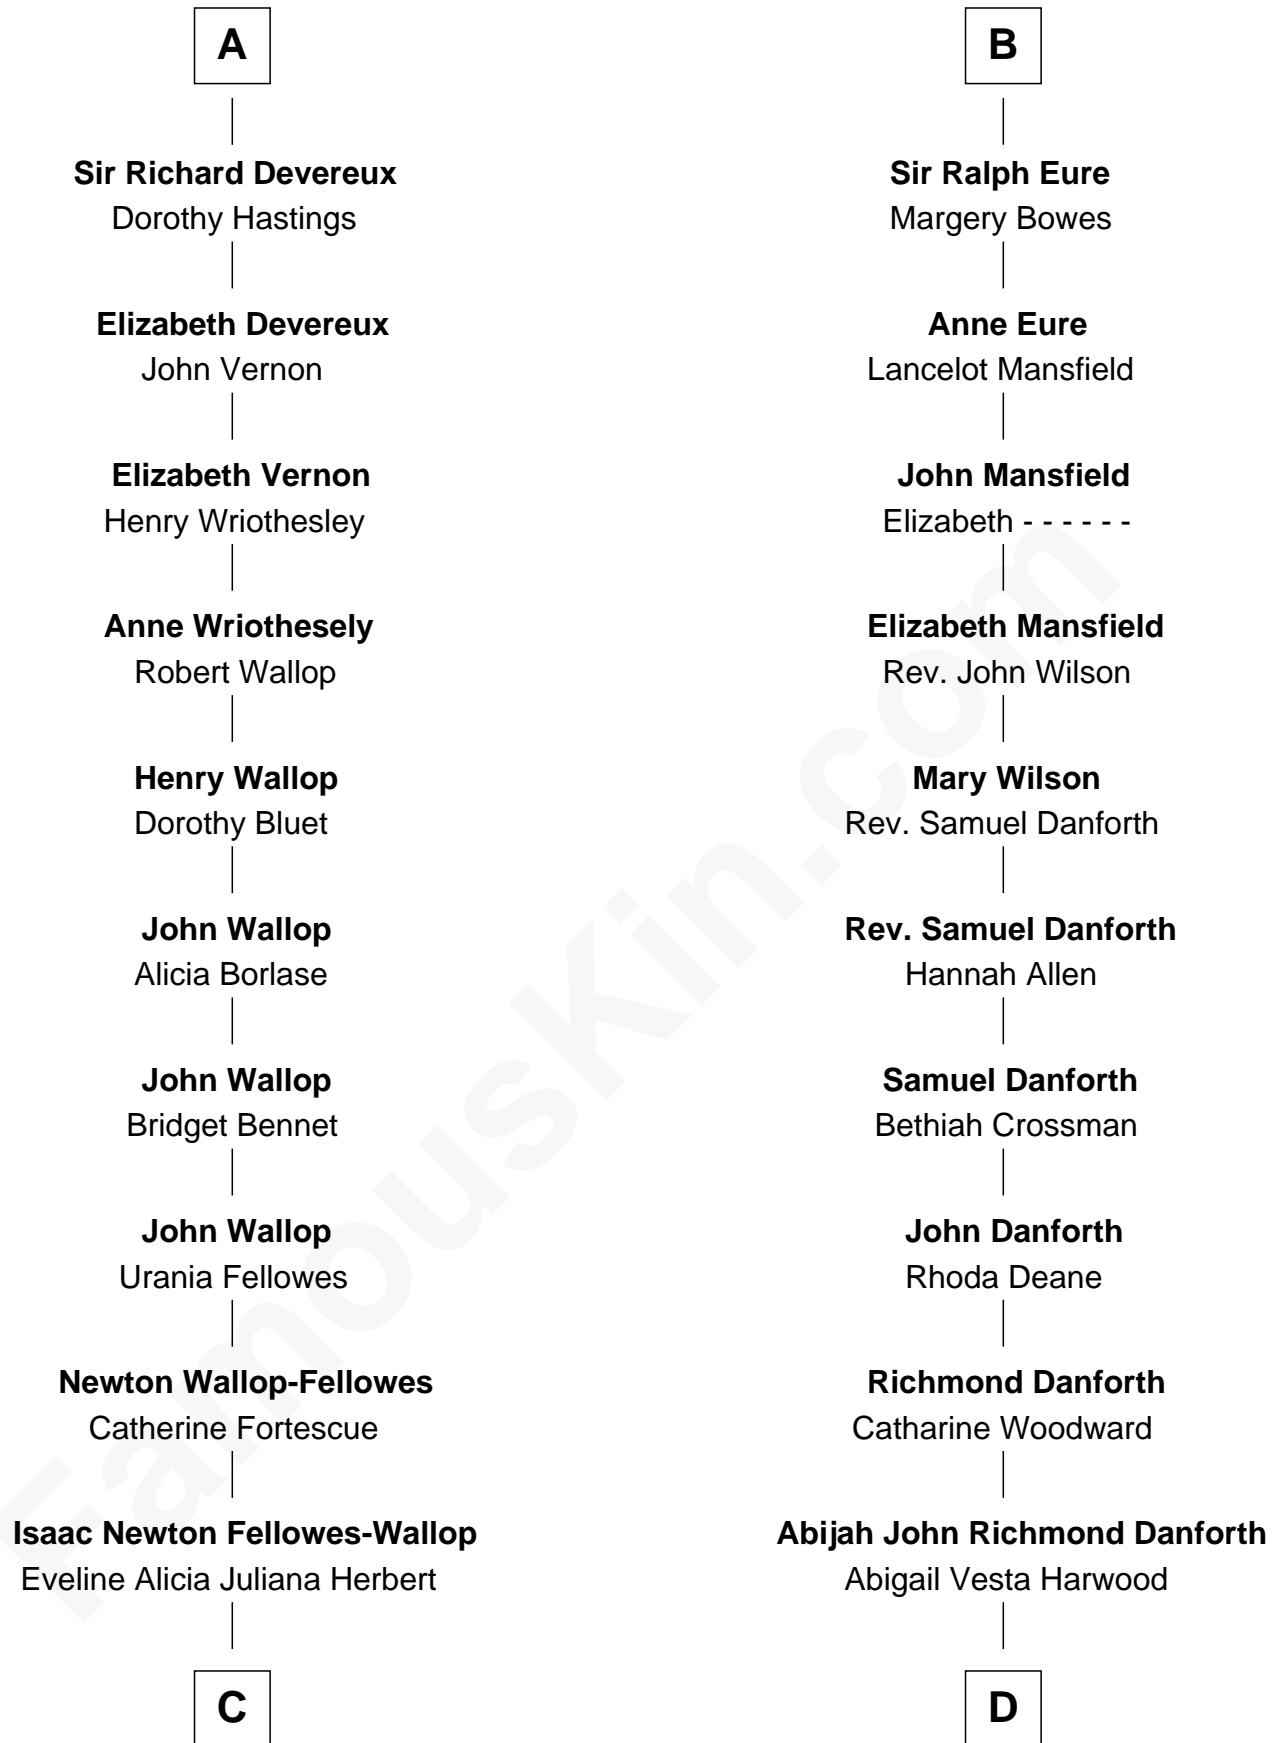 A
Sir Richard Devereux
Dorothy Hastings
Elizabeth Devereux
John Vernon
Elizabeth Vernon
Henry Wriothesley
Anne Wriothesely
Robert Wallop
Henry Wallop
Dorothy Bluet
John Wallop
Alicia Borlase
John Wallop
Bridget Bennet
John Wallop
Urania Fellowes
Newton Wallop-Fellowes
Catherine Fortescue
Isaac Newton Fellowes-Wallop
Eveline Alicia Juliana Herbert
C
B
Sir Ralph Eure
Margery Bowes
Anne Eure
Lancelot Mansfield
John Mansfield
Elizabeth - - - - - -
Elizabeth Mansfield
Rev. John Wilson
Mary Wilson
Rev. Samuel Danforth
Rev. Samuel Danforth
Hannah Allen
Samuel Danforth
Bethiah Crossman
John Danforth
Rhoda Deane
Richmond Danforth
Catharine Woodward
Abijah John Richmond Danforth
Abigail Vesta Harwood
D
FamousKin.com